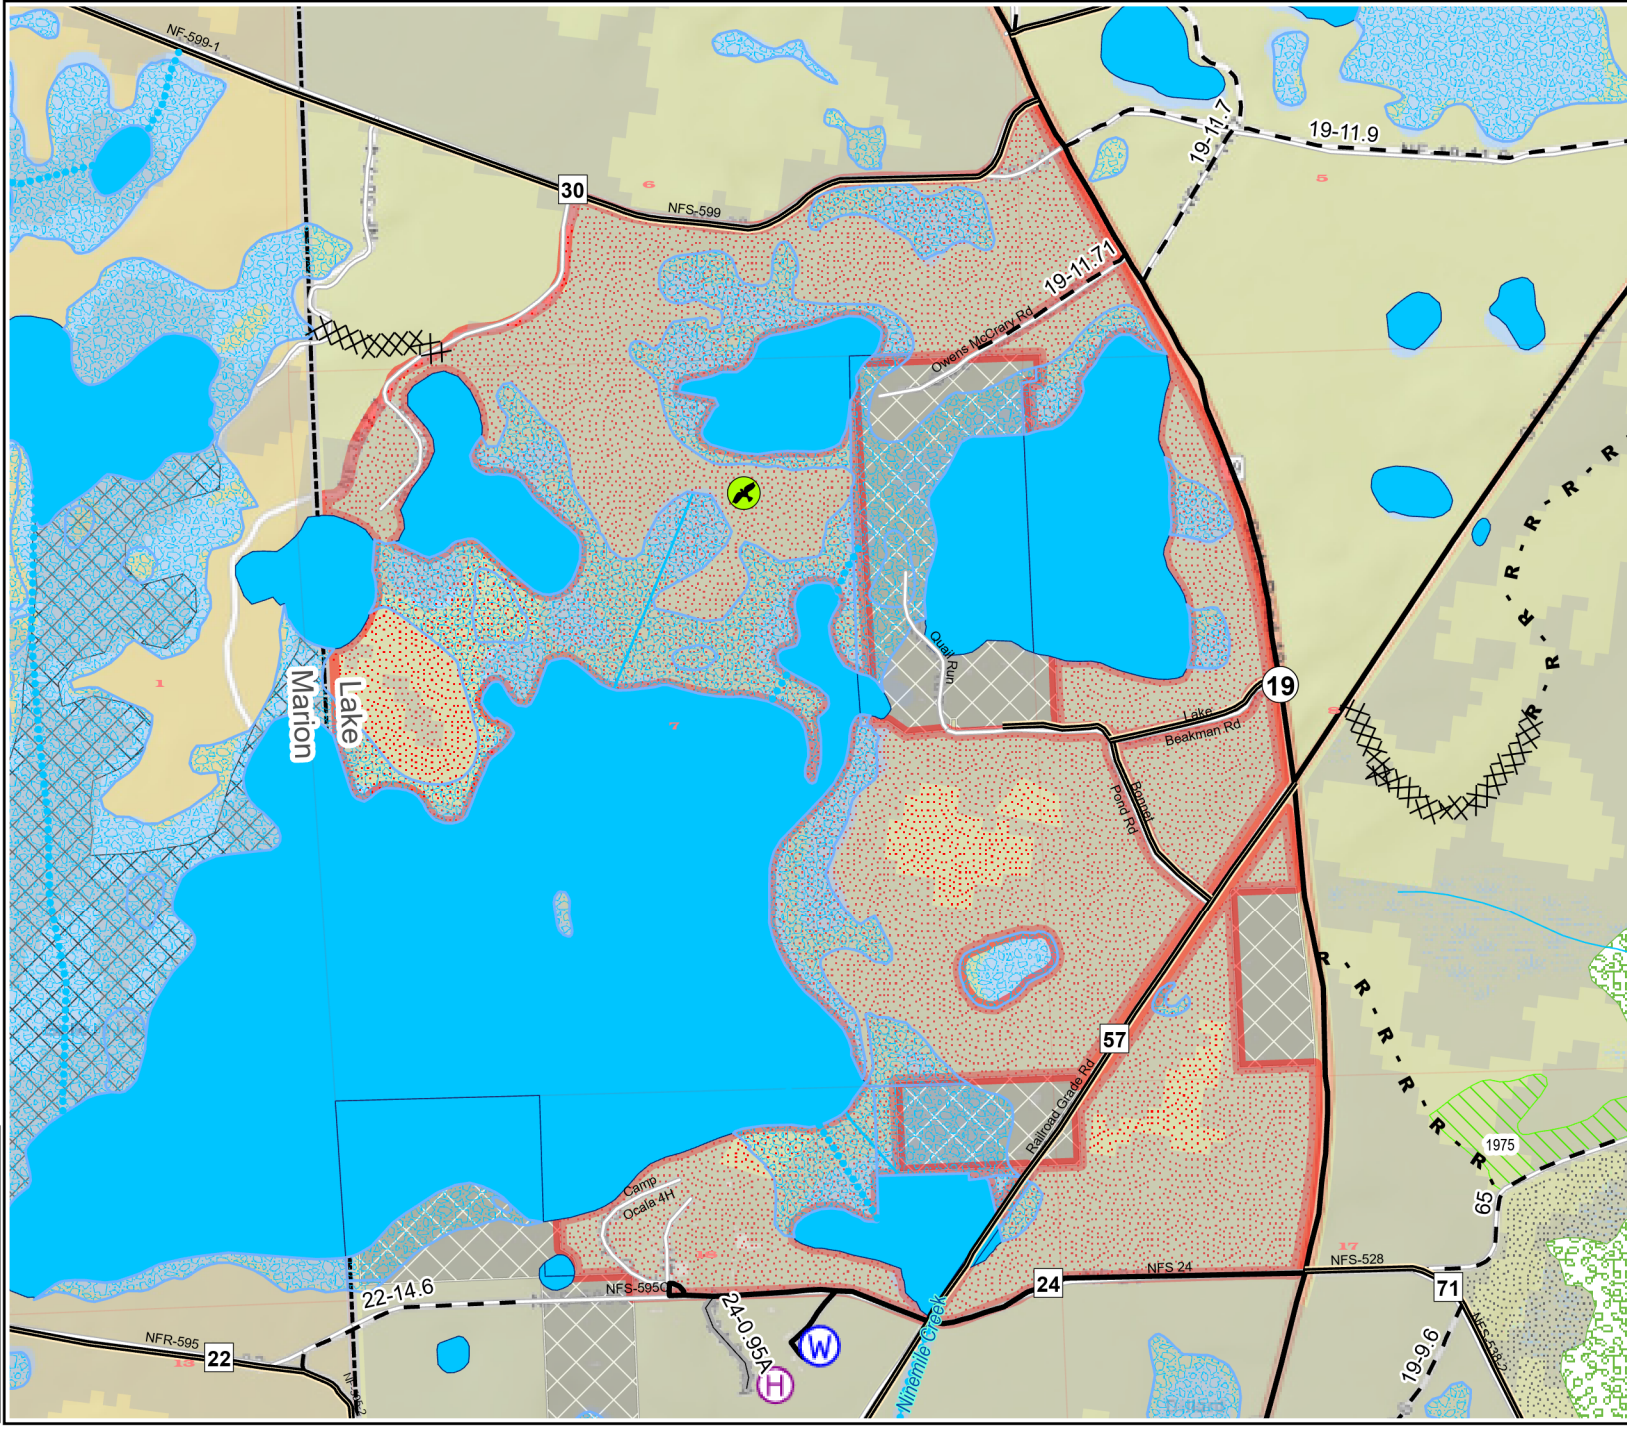 NF-599-1
30
6
NFS-599
19-11.7
19-11.9
5
19-11.71
Owens McCrary Rd
Quail Run
Marion
Lake
1
7
19
Lake
Beakman Rd
Bonnet
Pond Rd
8
R - R - R - R - R - R - R
57
Railroad Grade Rd
R - R - R - R - R - R
1975
65
Camp
Ocala 4H
NFS-595C
22-14.6
NFR-595
22
13
24-0.95A
W
H
Ninemile Creek
24
NFS 24
17
NFS-528
71
19-9.6